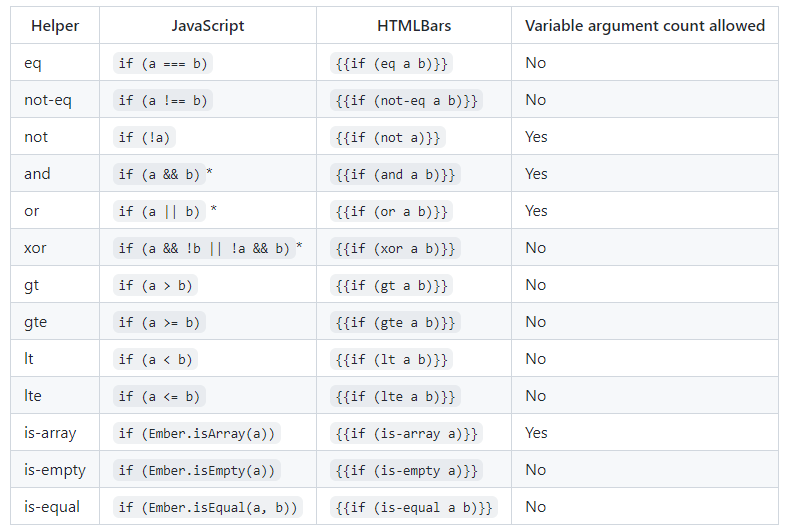 Helper JavaScript HTMLBars Variable argument count allowed
eq if (a === b) {{if (eq a b)}} No
not-eq if (a !== b) {{if (not-eq a b)}} No
not if (!a) {{if (not a)}} Yes
and if (a && b) * {{if (and a b)}} Yes
or if (a || b) * {{if (or a b)}} Yes
xor if (a && !b || !a && b) * {{if (xor a b)}} No
gt if (a > b) {{if (gt a b)}} No
gte if (a >= b) {{if (gte a b)}} No
lt if (a < b) {{if (lt a b)}} No
lte if (a <= b) {{if (lte a b)}} No
is-array if (Ember.isArray(a)) {{if (is-array a)}} Yes
is-empty if (Ember.isEmpty(a)) {{if (is-empty a)}} No
is-equal if (Ember.isEqual(a, b)) {{if (is-equal a b)}} No